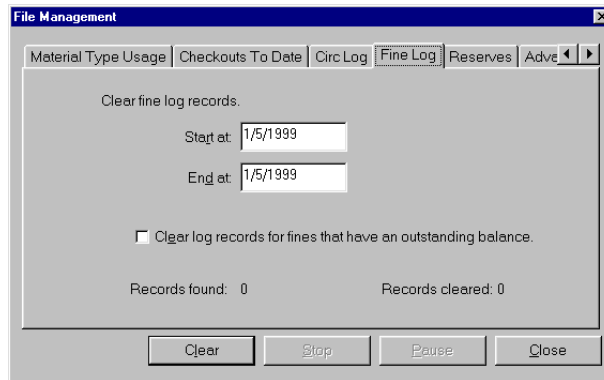 File Management
Material Type Usage Checkouts To Date Circ Log Fine Log Reserves Adva
Clear fine log records.
Start at: 1/5/1999
End at: 1/5/1999
Clear log records for fines that have an outstanding balance.
Records found: 0 Records cleared: 0
Clear Stop Pause Close